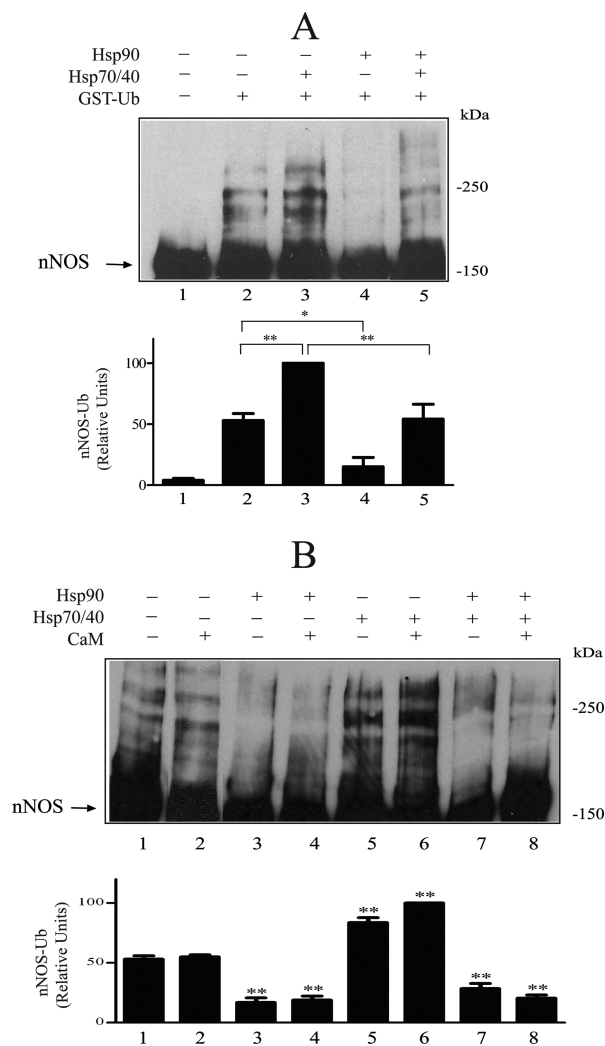 A
Hsp90 – – – + +
Hsp70/40 – – + – +
GST-Ub – + + + +
kDa
-250
nNOS
-150
1 2 3 4 5
*
** **
100
50
0
nNOS-Ub
(Relative Units)
1 2 3 4 5
B
Hsp90 – – + + – – + +
Hsp70/40 – – – – + + + +
CaM – + – + – + – +
kDa
-250
nNOS
-150
1 2 3 4 5 6 7 8
100
50
0
nNOS-Ub
(Relative Units)
** ** ** ** ** **
1 2 3 4 5 6 7 8